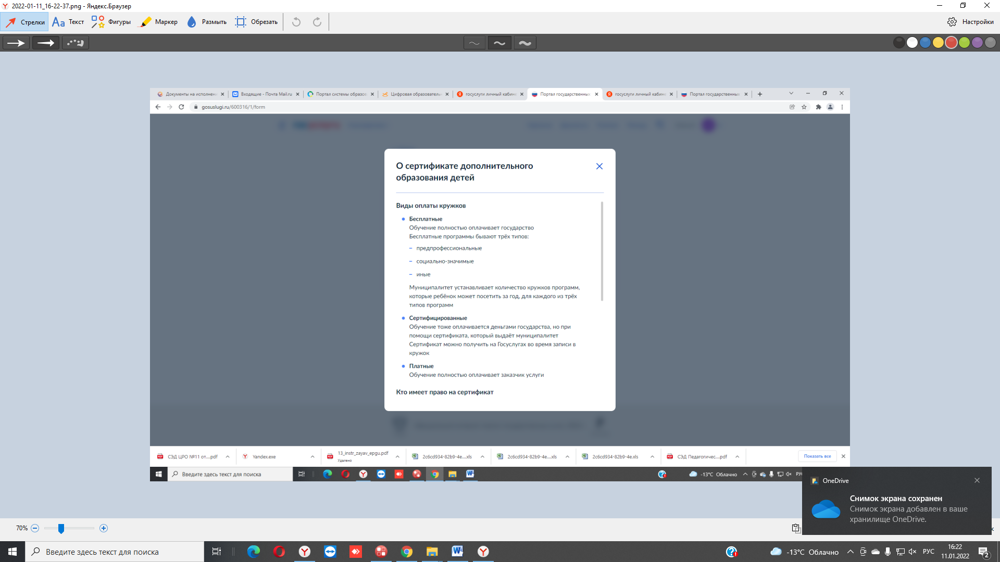 2022-01-11_16-22-37.png - Яндекс.Браузер
Стрелки
Текст
Фигуры
Маркер
Размыть
Обрезать
Настройки
Документы на исполнени
Входящие - Почта Mail.ru
Портал системы образов
Цифровая образователь
госуслуги личный кабине
Портал государственных
госуслуги личный кабине
Портал государственных
gosuslugi.ru/600316/1/form
О сертификате дополнительного
образования детей
Виды оплаты кружков
Бесплатные
Обучение полностью оплачивает государство
Бесплатные программы бывают трёх типов:
– предпрофессиональные
– социально-значимые
– иные
Муниципалитет устанавливает количество кружков программ,
которые ребёнок может посетить за год, для каждого из трёх
типов программ
Сертифицированные
Обучение тоже оплачивается деньгами государства, но при
помощи сертификата, который выдаёт муниципалитет
Сертификат можно получить на Госуслугах во время записи в
кружок
Платные
Обучение полностью оплачивает заказчик услуги
Кто имеет право на сертификат
СЭД ЦРО №11 от....pdf
Yandex.exe
13_instr_zayav_epgu.pdf
Удалено
2c6cd934-82b9-4e....xls
2c6cd934-82b9-4e....xls
2c6cd934-82b9-4e.xls
СЭД Педагогичес....pdf
Показать все
Введите здесь текст для поиска
-13°C Облачно
РУС
OneDrive
Снимок экрана сохранен
Снимок экрана добавлен в ваше
хранилище OneDrive.
70%
Введите здесь текст для поиска
-13°C Облачно
РУС
16:22
11.01.2022
2